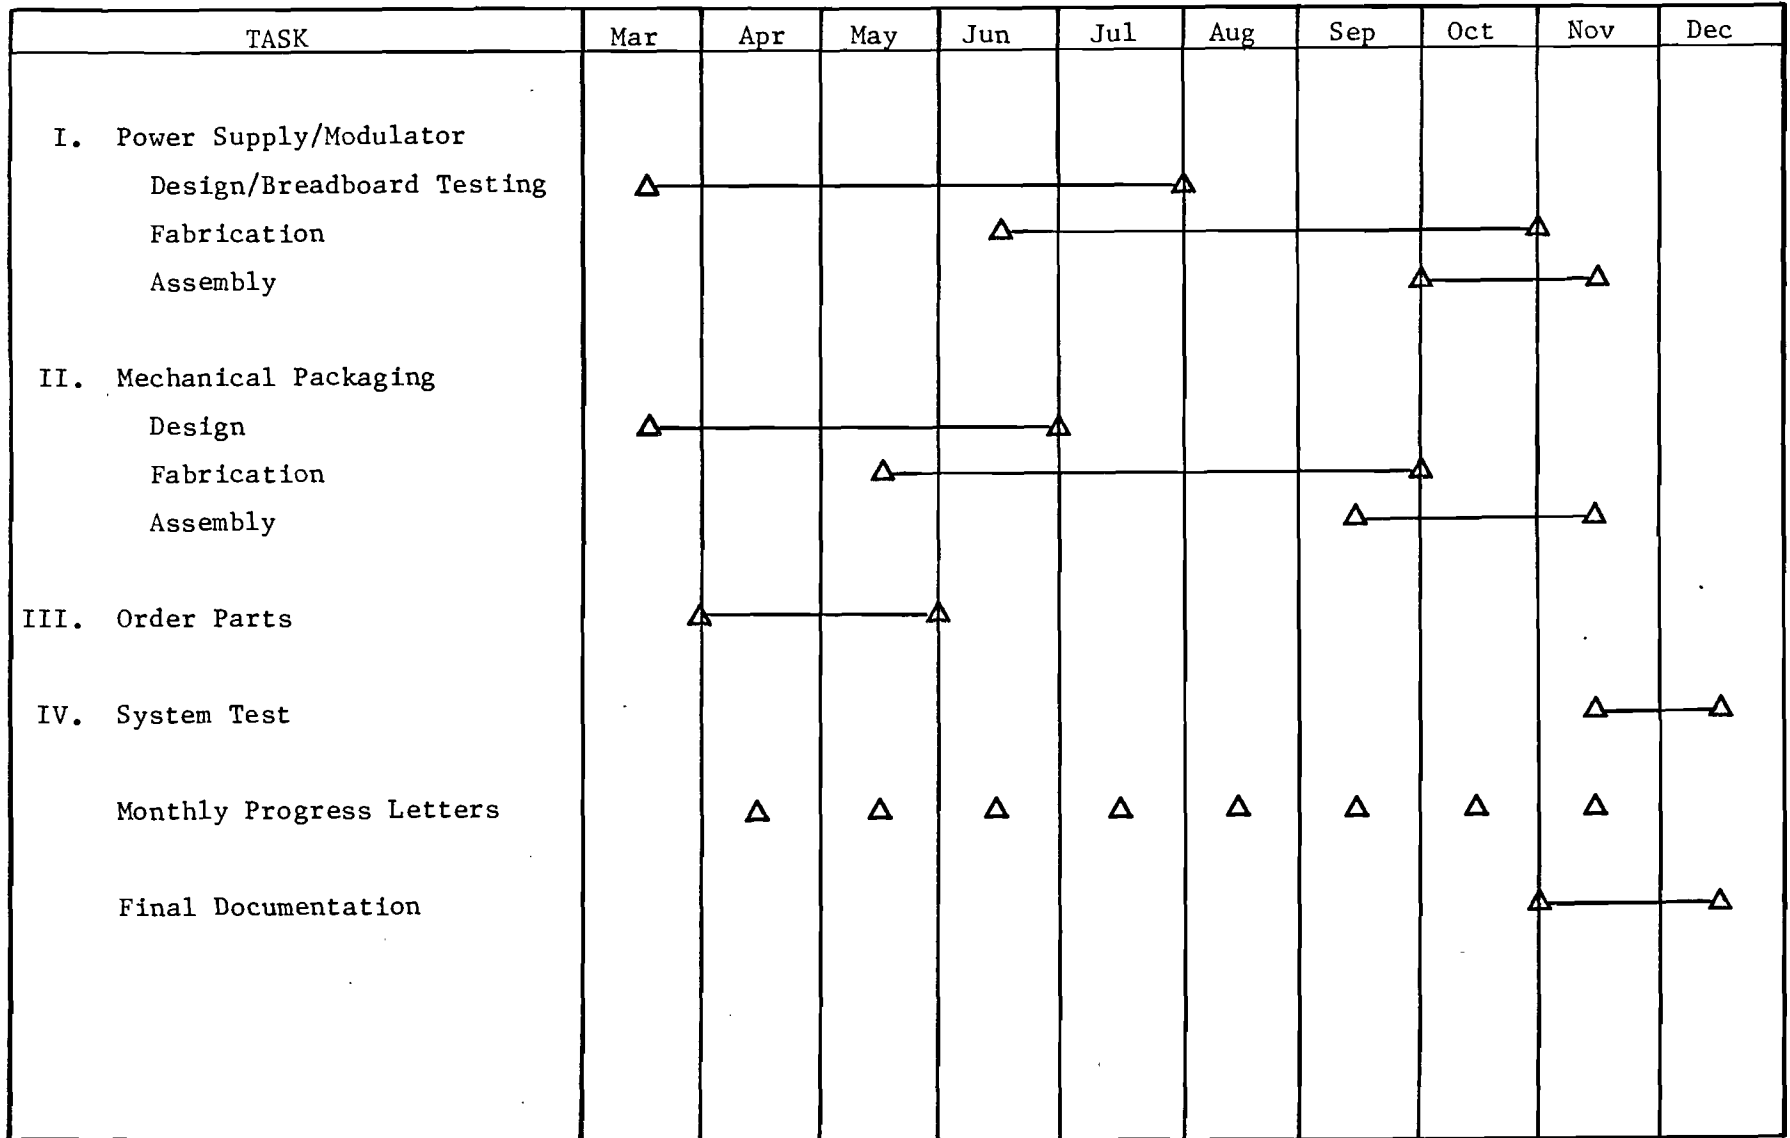 TASK Mar Apr May Jun Jul Aug Sep Oct Nov Dec
I. Power Supply/Modulator
Design/Breadboard Testing
Fabrication
Assembly
II. Mechanical Packaging
Design
Fabrication
Assembly
III. Order Parts
IV. System Test
Monthly Progress Letters
Final Documentation